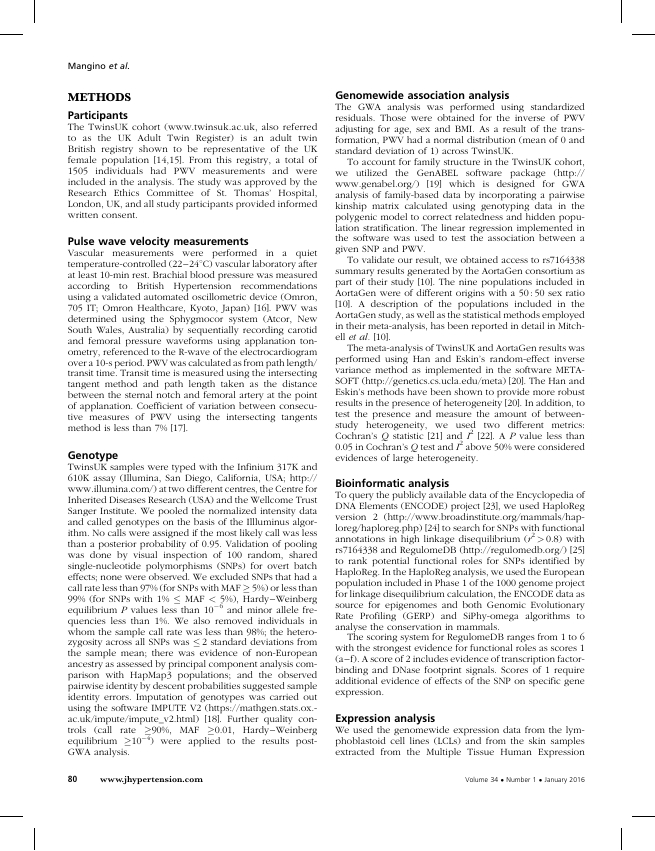 Mangino et al.
METHODS
Participants
The TwinsUK cohort (www.twinsuk.ac.uk, also referred
to as the UK Adult Twin Register) is an adult twin
British registry shown to be representative of the UK
female population [14,15]. From this registry, a total of
1505 individuals had PWV measurements and were
included in the analysis. The study was approved by the
Research Ethics Committee of St. Thomas' Hospital,
London, UK, and all study participants provided informed
written consent.
Pulse wave velocity measurements
Vascular measurements were performed in a quiet
temperature-controlled (22–24°C) vascular laboratory after
at least 10-min rest. Brachial blood pressure was measured
according to British Hypertension recommendations
using a validated automated oscillometric device (Omron,
705 IT; Omron Healthcare, Kyoto, Japan) [16]. PWV was
determined using the Sphygmocor system (Atcor, New
South Wales, Australia) by sequentially recording carotid
and femoral pressure waveforms using applanation ton-
ometry, referenced to the R-wave of the electrocardiogram
over a 10-s period. PWV was calculated as from path length/
transit time. Transit time is measured using the intersecting
tangent method and path length taken as the distance
between the sternal notch and femoral artery at the point
of applanation. Coefficient of variation between consecu-
tive measures of PWV using the intersecting tangents
method is less than 7% [17].
Genotype
TwinsUK samples were typed with the Infinium 317K and
610K assay (Illumina, San Diego, California, USA; http://
www.illumina.com/) at two different centres, the Centre for
Inherited Diseases Research (USA) and the Wellcome Trust
Sanger Institute. We pooled the normalized intensity data
and called genotypes on the basis of the Illluminus algor-
ithm. No calls were assigned if the most likely call was less
than a posterior probability of 0.95. Validation of pooling
was done by visual inspection of 100 random, shared
single-nucleotide polymorphisms (SNPs) for overt batch
effects; none were observed. We excluded SNPs that had a
call rate less than 97% (for SNPs with MAF ≥ 5%) or less than
99% (for SNPs with 1% ≤ MAF < 5%), Hardy–Weinberg
equilibrium P values less than 10⁻⁶ and minor allele fre-
quencies less than 1%. We also removed individuals in
whom the sample call rate was less than 98%; the hetero-
zygosity across all SNPs was ≤ 2 standard deviations from
the sample mean; there was evidence of non-European
ancestry as assessed by principal component analysis com-
parison with HapMap3 populations; and the observed
pairwise identity by descent probabilities suggested sample
identity errors. Imputation of genotypes was carried out
using the software IMPUTE V2 (https://mathgen.stats.ox.-
ac.uk/impute/impute_v2.html) [18]. Further quality con-
trols (call rate ≥90%, MAF ≥0.01, Hardy–Weinberg
equilibrium ≥10⁻⁴) were applied to the results post-
GWA analysis.
Genomewide association analysis
The GWA analysis was performed using standardized
residuals. Those were obtained for the inverse of PWV
adjusting for age, sex and BMI. As a result of the trans-
formation, PWV had a normal distribution (mean of 0 and
standard deviation of 1) across TwinsUK.
To account for family structure in the TwinsUK cohort,
we utilized the GenABEL software package (http://
www.genabel.org/) [19] which is designed for GWA
analysis of family-based data by incorporating a pairwise
kinship matrix calculated using genotyping data in the
polygenic model to correct relatedness and hidden popu-
lation stratification. The linear regression implemented in
the software was used to test the association between a
given SNP and PWV.
To validate our result, we obtained access to rs7164338
summary results generated by the AortaGen consortium as
part of their study [10]. The nine populations included in
AortaGen were of different origins with a 50 : 50 sex ratio
[10]. A description of the populations included in the
AortaGen study, as well as the statistical methods employed
in their meta-analysis, has been reported in detail in Mitch-
ell et al. [10].
The meta-analysis of TwinsUK and AortaGen results was
performed using Han and Eskin's random-effect inverse
variance method as implemented in the software META-
SOFT (http://genetics.cs.ucla.edu/meta) [20]. The Han and
Eskin's methods have been shown to provide more robust
results in the presence of heterogeneity [20]. In addition, to
test the presence and measure the amount of between-
study heterogeneity, we used two different metrics:
Cochran's Q statistic [21] and I² [22]. A P value less than
0.05 in Cochran's Q test and I² above 50% were considered
evidences of large heterogeneity.
Bioinformatic analysis
To query the publicly available data of the Encyclopedia of
DNA Elements (ENCODE) project [23], we used HaploReg
version 2 (http://www.broadinstitute.org/mammals/hap-
loreg/haploreg.php) [24] to search for SNPs with functional
annotations in high linkage disequilibrium (r² > 0.8) with
rs7164338 and RegulomeDB (http://regulomedb.org/) [25]
to rank potential functional roles for SNPs identified by
HaploReg. In the HaploReg analysis, we used the European
population included in Phase 1 of the 1000 genome project
for linkage disequilibrium calculation, the ENCODE data as
source for epigenomes and both Genomic Evolutionary
Rate Profiling (GERP) and SiPhy-omega algorithms to
analyse the conservation in mammals.
The scoring system for RegulomeDB ranges from 1 to 6
with the strongest evidence for functional roles as scores 1
(a–f). A score of 2 includes evidence of transcription factor-
binding and DNase footprint signals. Scores of 1 require
additional evidence of effects of the SNP on specific gene
expression.
Expression analysis
We used the genomewide expression data from the lym-
phoblastoid cell lines (LCLs) and from the skin samples
extracted from the Multiple Tissue Human Expression
80 www.jhypertension.com
Volume 34 • Number 1 • January 2016